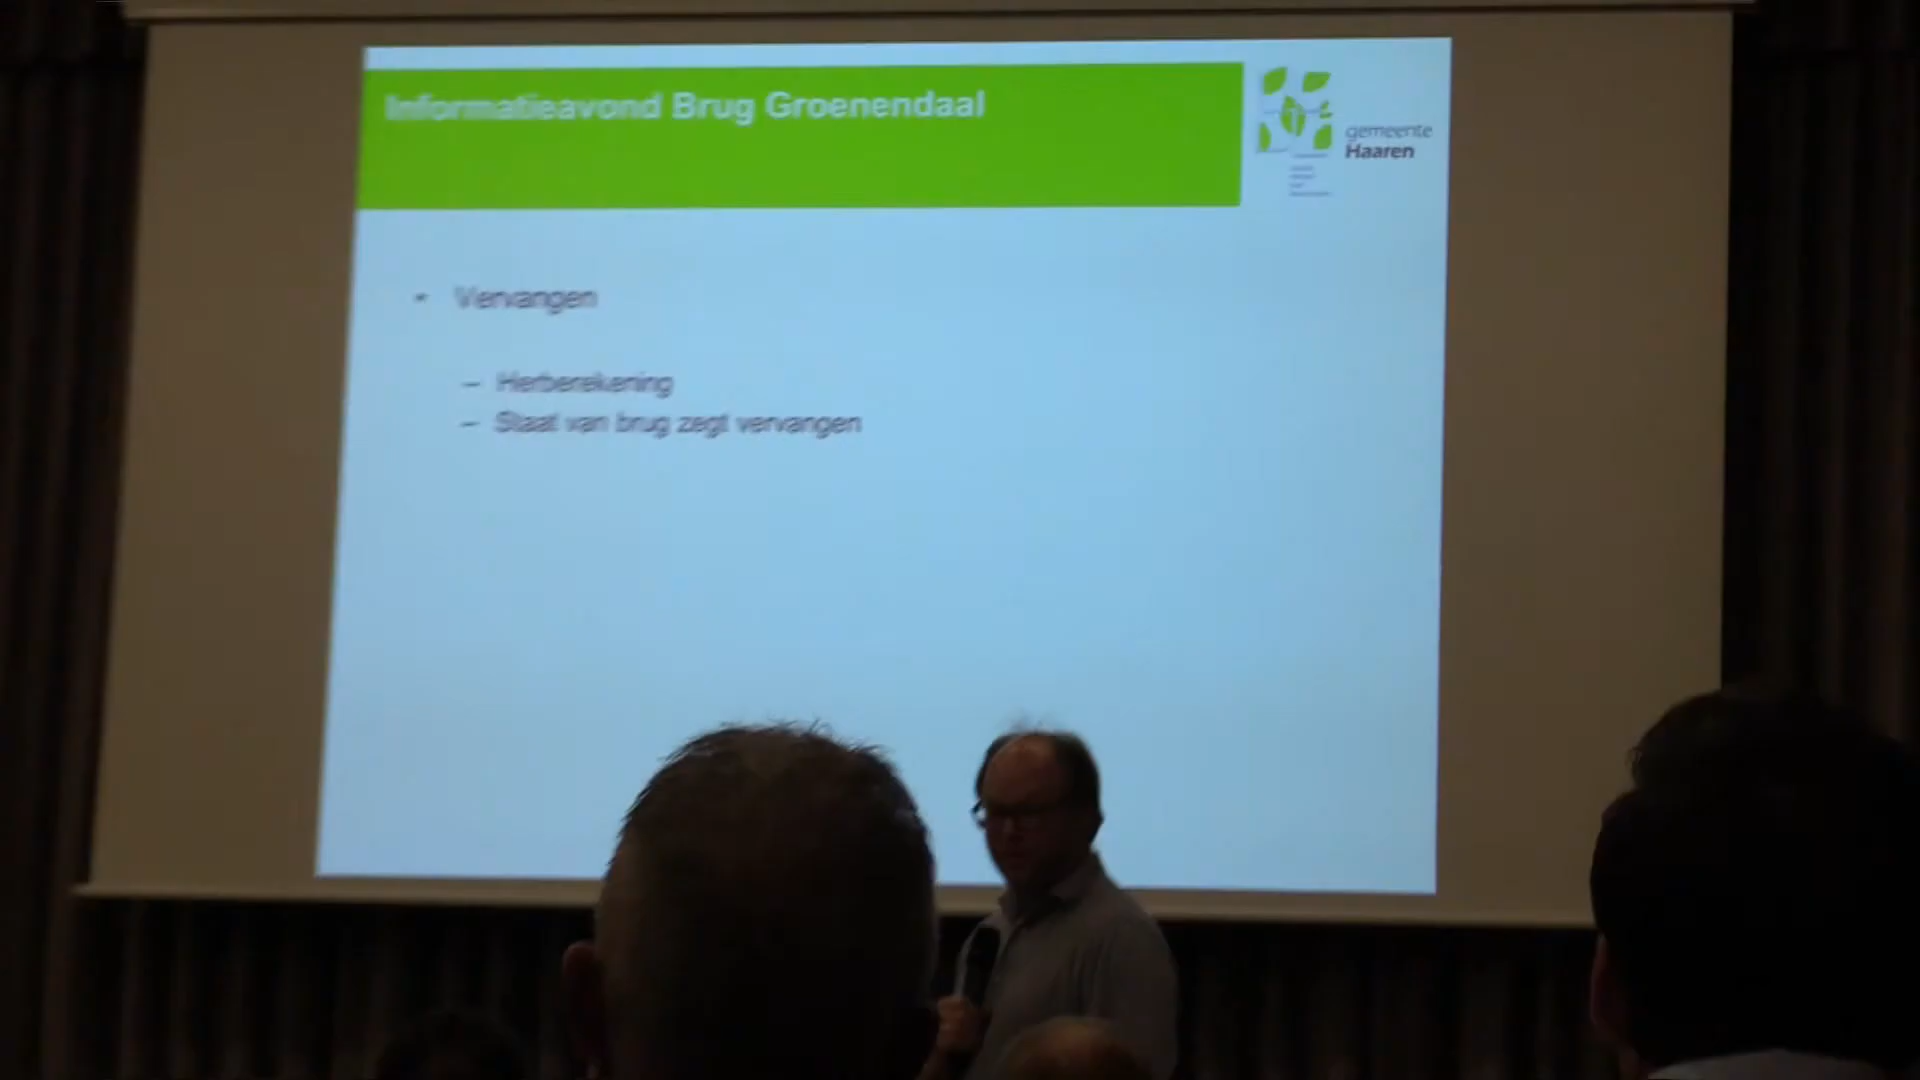 Informatieavond Brug Groenendaal
gemeente
Haaren
• Vervangen
– Herberekening
– Staat van brug zegt vervangen